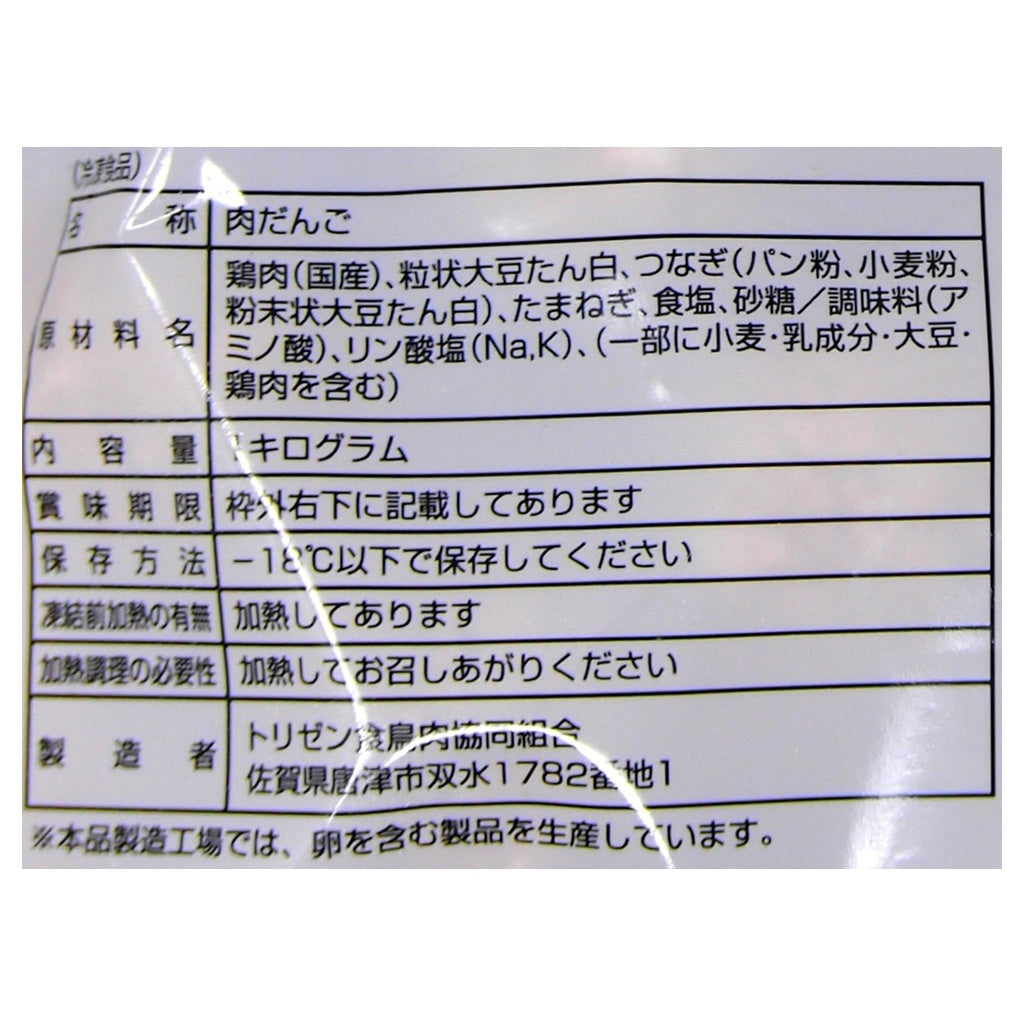 (冷凍食品)
名称 肉だんご
原材料名 鶏肉(国産)、粒状大豆たん白、つなぎ(パン粉、小麦粉、
粉末状大豆たん白)、たまねぎ、食塩、砂糖／調味料(ア
ミノ酸)、リン酸塩(Na,K)、(一部に小麦・乳成分・大豆・
鶏肉を含む)
内容量 1キログラム
賞味期限 枠外右下に記載してあります
保存方法 −18℃以下で保存してください
凍結前加熱の有無 加熱してあります
加熱調理の必要性 加熱してお召しあがりください
製造者 トリゼン食鳥肉協同組合
佐賀県唐津市双水1782番地1
※本品製造工場では、卵を含む製品を生産しています。